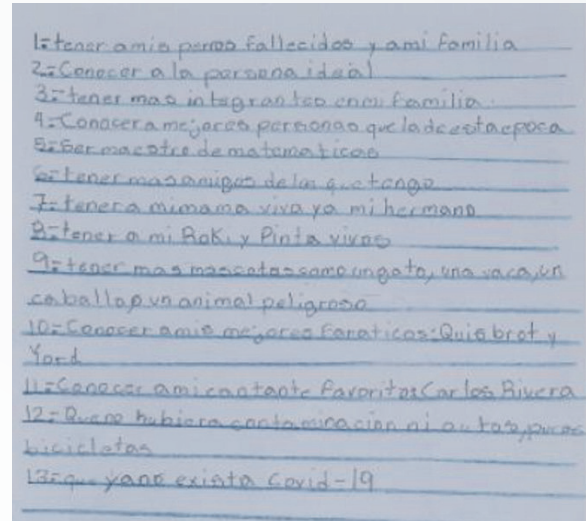 1=tener a mis perros fallecidos y a mi familia
2=Conocer a la persona ideal
3=tener mas integrantes en mi familia.
4=Conocer a mejores personas que la de esta epoca
5=Ser maestro de matematicas
6=tener mas amigos de los que tengo
7=tener a mi mama viva y a mi hermano
8=tener a mi Roki y Pinta vivos
9=tener mas mascotas como un gato, una vaca, un
caballo, un animal peligroso
10=Conocer a mis mejores fanaticos: Quisbrot y
Yord
11=Conocer a mi cantante favorito: Carlos Rivera
12=Que no hubiera contaminacion ni autos, puras
bicicletas
13=que ya no exista Covid-19